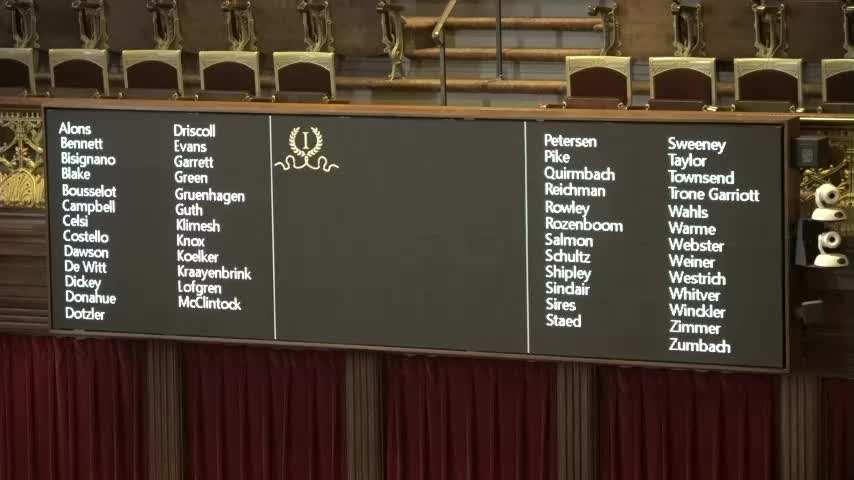 Alons
Bennett
Bisignano
Blake
Bousselot
Campbell
Celsi
Costello
Dawson
De Witt
Dickey
Donahue
Dotzler
Driscoll
Evans
Garrett
Green
Gruenhagen
Guth
Klimesh
Knox
Koelker
Kraayenbrink
Lofgren
McClintock
I
Petersen
Pike
Quirmbach
Reichman
Rowley
Rozenboom
Salmon
Schultz
Shipley
Sinclair
Sires
Staed
Sweeney
Taylor
Townsend
Trone Garriott
Wahls
Warme
Webster
Weiner
Westrich
Whitver
Winckler
Zimmer
Zumbach